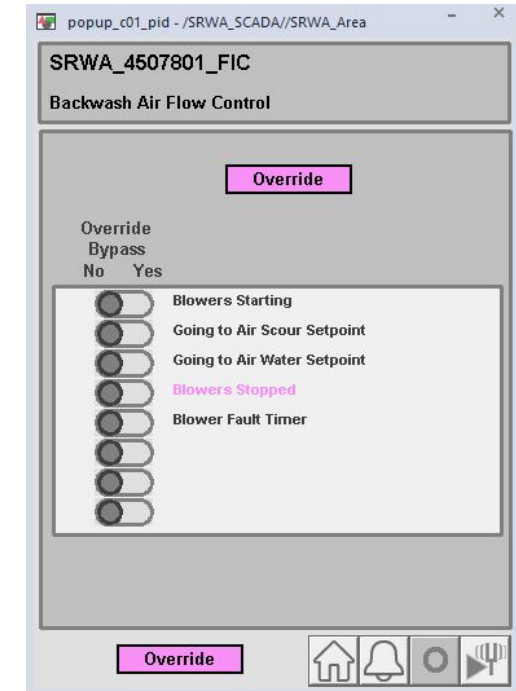 popup_c01_pid - /SRWA_SCADA//SRWA_Area
SRWA_4507801_FIC
Backwash Air Flow Control
Override
Override
Bypass
No Yes
Blowers Starting
Going to Air Scour Setpoint
Going to Air Water Setpoint
Blowers Stopped
Blower Fault Timer
Override